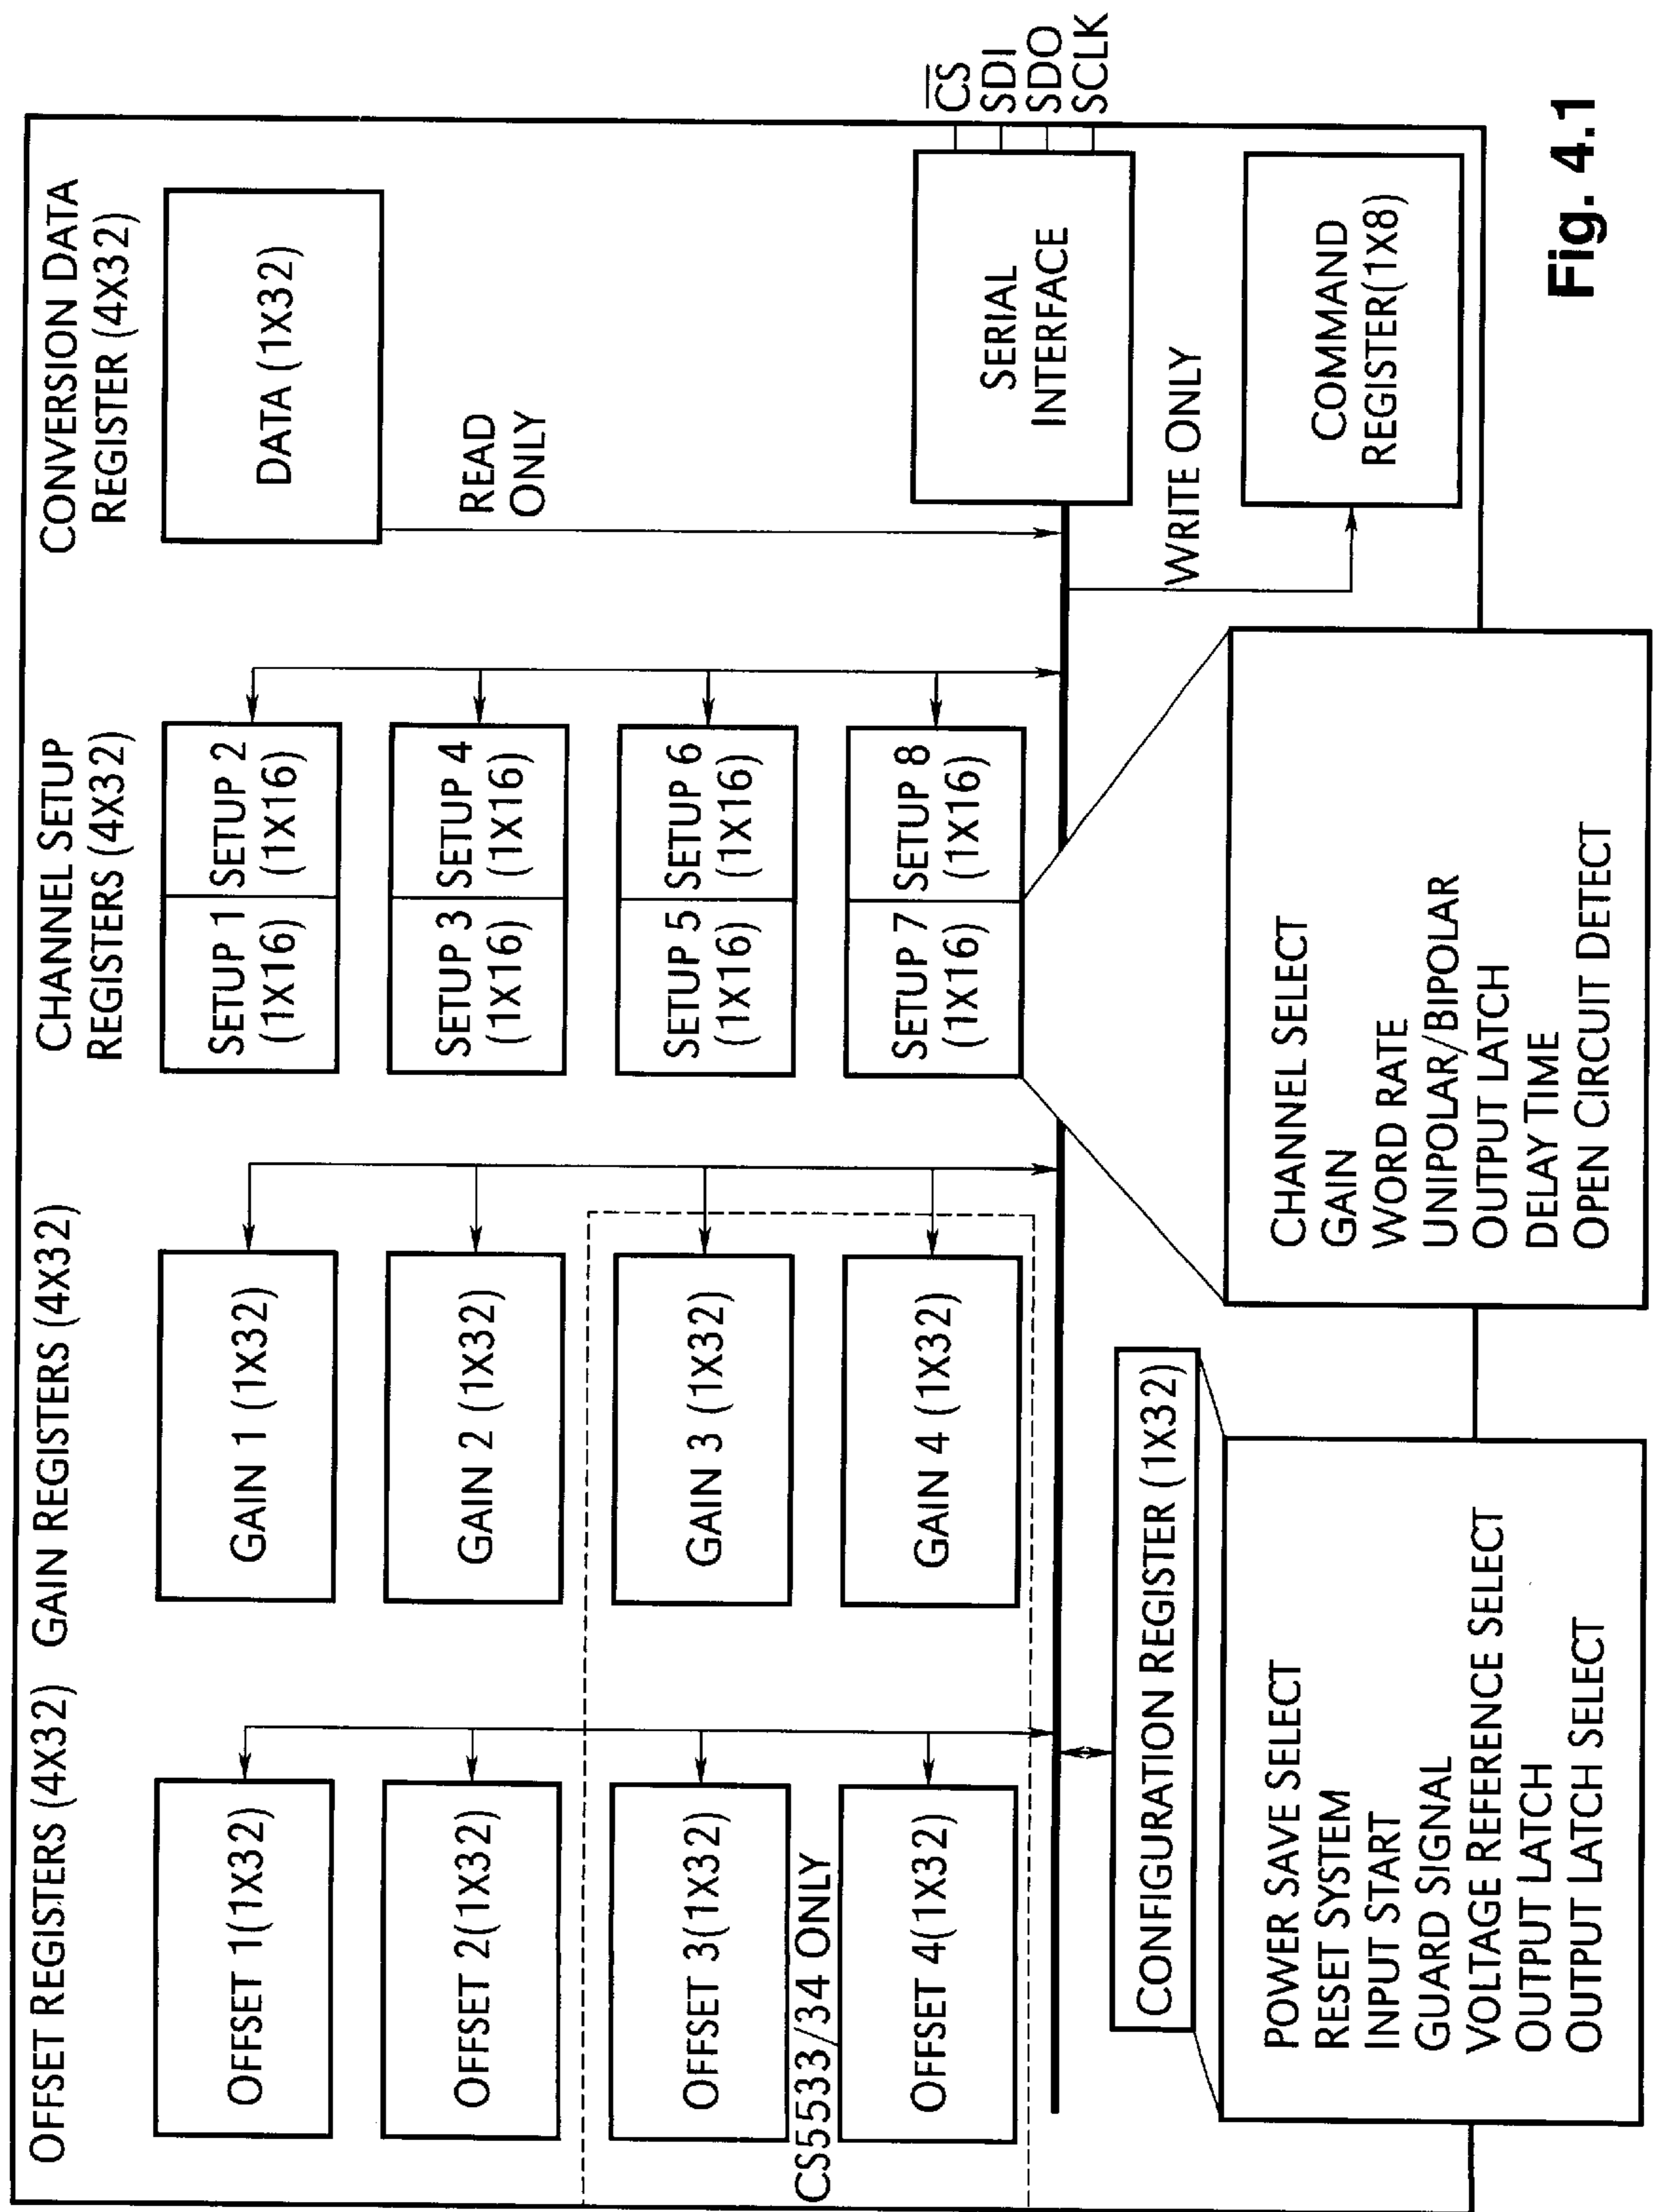 OFFSET REGISTERS (4X32)
GAIN REGISTERS (4X32)
CHANNEL SETUP
REGISTERS (4X32)
CONVERSION DATA
REGISTER (4X32)
OFFSET 1(1X32)
OFFSET 2(1X32)
OFFSET 3(1X32)
CS5533/34 ONLY
OFFSET 4(1X32)
GAIN 1 (1X32)
GAIN 2 (1X32)
GAIN 3 (1X32)
GAIN 4 (1X32)
SETUP 1
(1X16)
SETUP 2
(1X16)
SETUP 3
(1X16)
SETUP 4
(1X16)
SETUP 5
(1X16)
SETUP 6
(1X16)
SETUP 7
(1X16)
SETUP 8
(1X16)
DATA (1X32)
READ
ONLY
SERIAL
INTERFACE
CS
SDI
SDO
SCLK
WRITE ONLY
COMMAND
REGISTER(1X8)
CONFIGURATION REGISTER (1X32)
POWER SAVE SELECT
RESET SYSTEM
INPUT START
GUARD SIGNAL
VOLTAGE REFERENCE SELECT
OUTPUT LATCH
OUTPUT LATCH SELECT
CHANNEL SELECT
GAIN
WORD RATE
UNIPOLAR/BIPOLAR
OUTPUT LATCH
DELAY TIME
OPEN CIRCUIT DETECT
Fig. 4.1